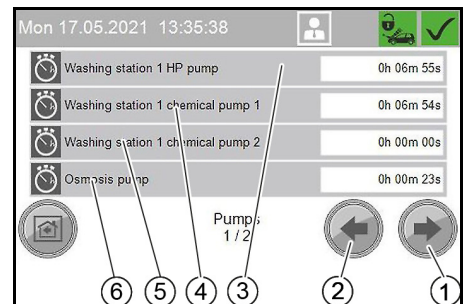 Mon 17.05.2021 13:35:38
Washing station 1 HP pump 0h 06m 55s
Washing station 1 chemical pump 1 0h 06m 54s
Washing station 1 chemical pump 2 0h 00m 00s
Osmosis pump 0h 00m 23s
Pumps
1 / 2
6 5 4 3 2 1